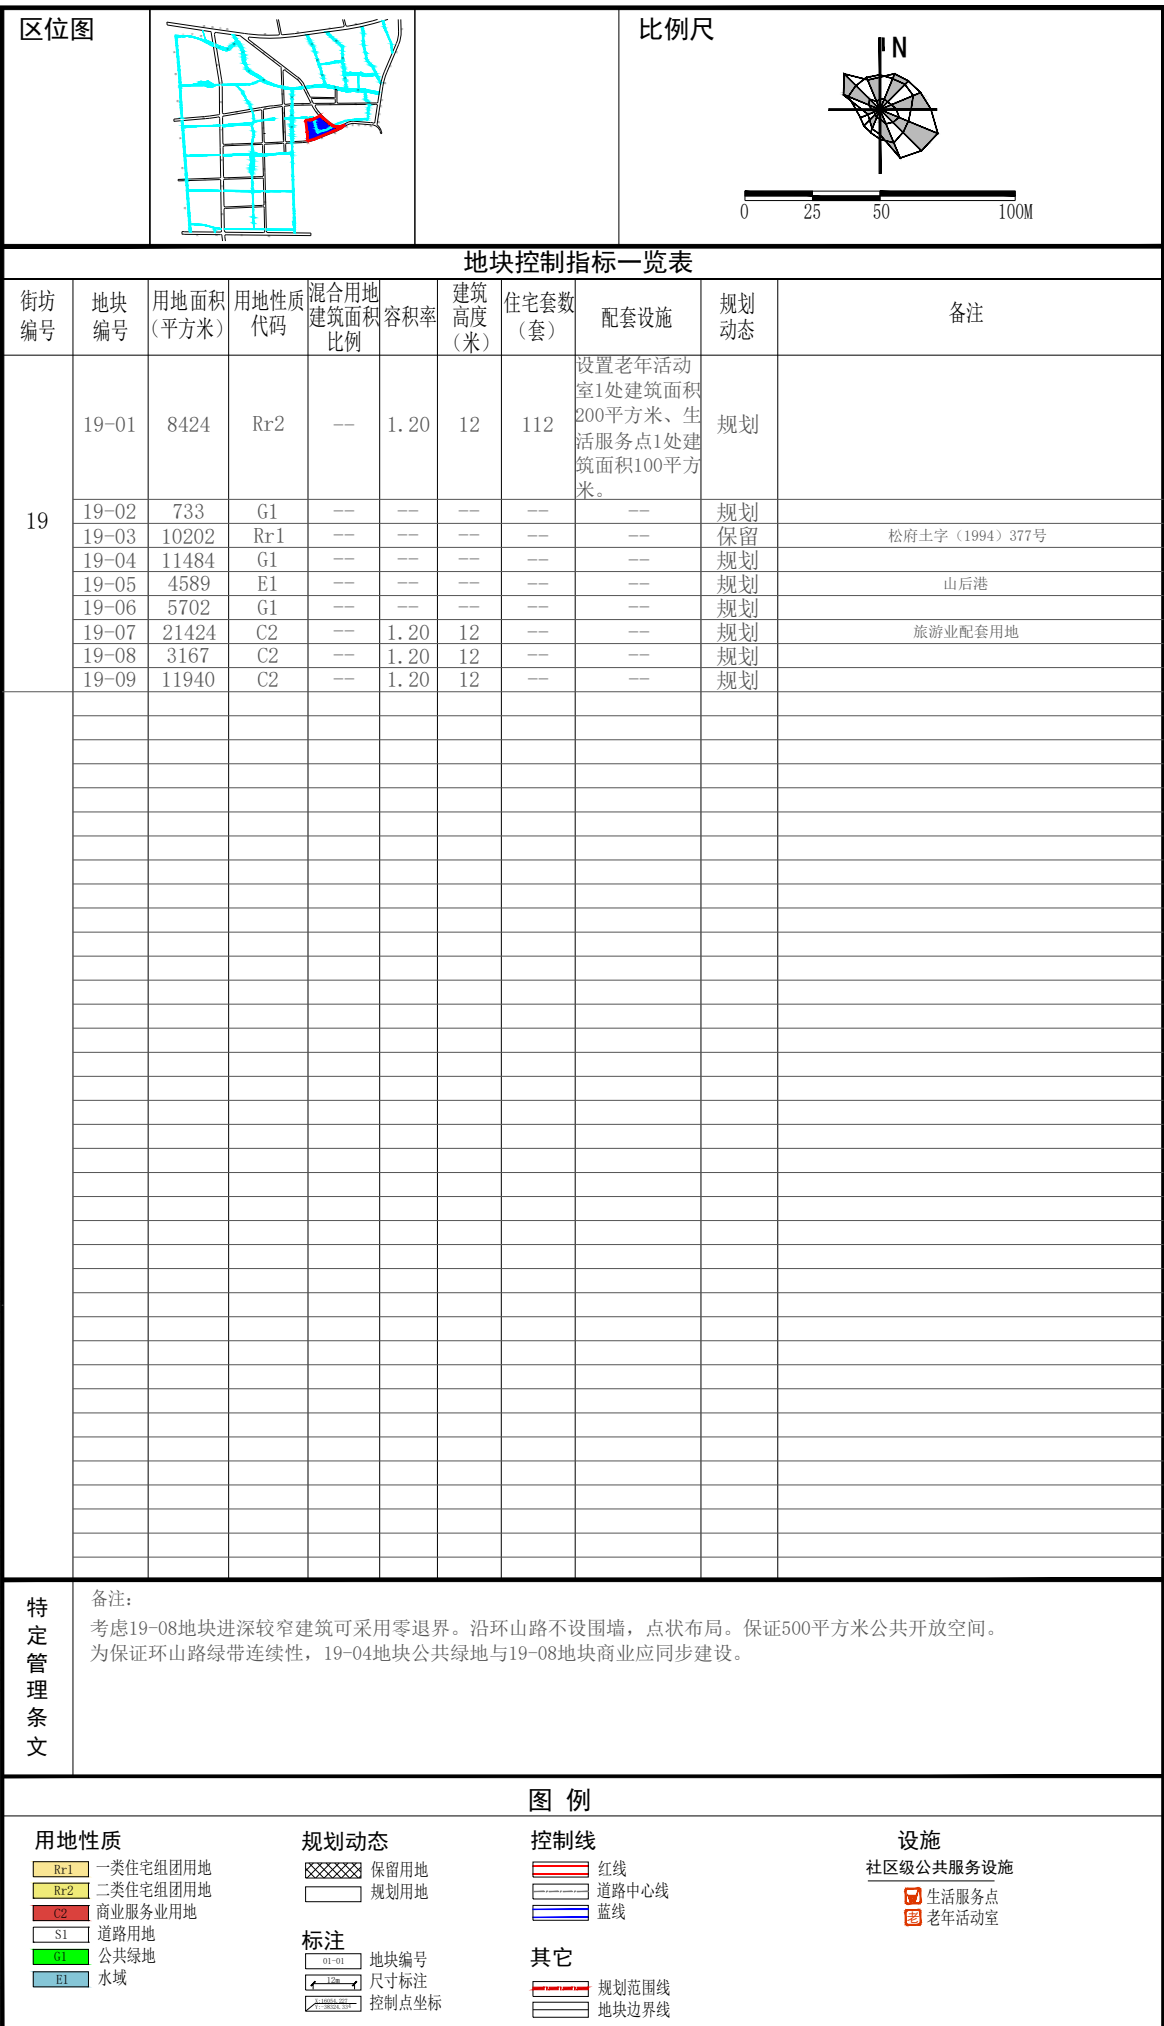 区位图
比例尺
N
0 25 50 100M
地块控制指标一览表
街坊编号 地块编号 用地面积（平方米） 用地性质代码 混合用地建筑面积比例 容积率 建筑高度（米） 住宅套数（套） 配套设施 规划动态 备注
19
19-01 8424 Rr2 -- 1.20 12 112 设置老年活动室1处建筑面积200平方米、生活服务点1处建筑面积100平方米。 规划
19-02 733 G1 -- -- -- -- -- 规划
19-03 10202 Rr1 -- -- -- -- -- 保留 松府土字（1994）377号
19-04 11484 G1 -- -- -- -- -- 规划
19-05 4589 E1 -- -- -- -- -- 规划 山后港
19-06 5702 G1 -- -- -- -- -- 规划
19-07 21424 C2 -- 1.20 12 -- -- 规划 旅游业配套用地
19-08 3167 C2 -- 1.20 12 -- -- 规划
19-09 11940 C2 -- 1.20 12 -- -- 规划
特定管理条文
备注：
考虑19-08地块进深较窄建筑可采用零退界。沿环山路不设围墙，点状布局。保证500平方米公共开放空间。
为保证环山路绿带连续性，19-04地块公共绿地与19-08地块商业应同步建设。
图 例
用地性质
Rr1 一类住宅组团用地
Rr2 二类住宅组团用地
C2 商业服务业用地
S1 道路用地
G1 公共绿地
E1 水域
规划动态
保留用地
规划用地
标注
01-01 地块编号
12m 尺寸标注
控制点坐标
控制线
红线
道路中心线
蓝线
其它
规划范围线
地块边界线
设施
社区级公共服务设施
生活服务点
老 老年活动室